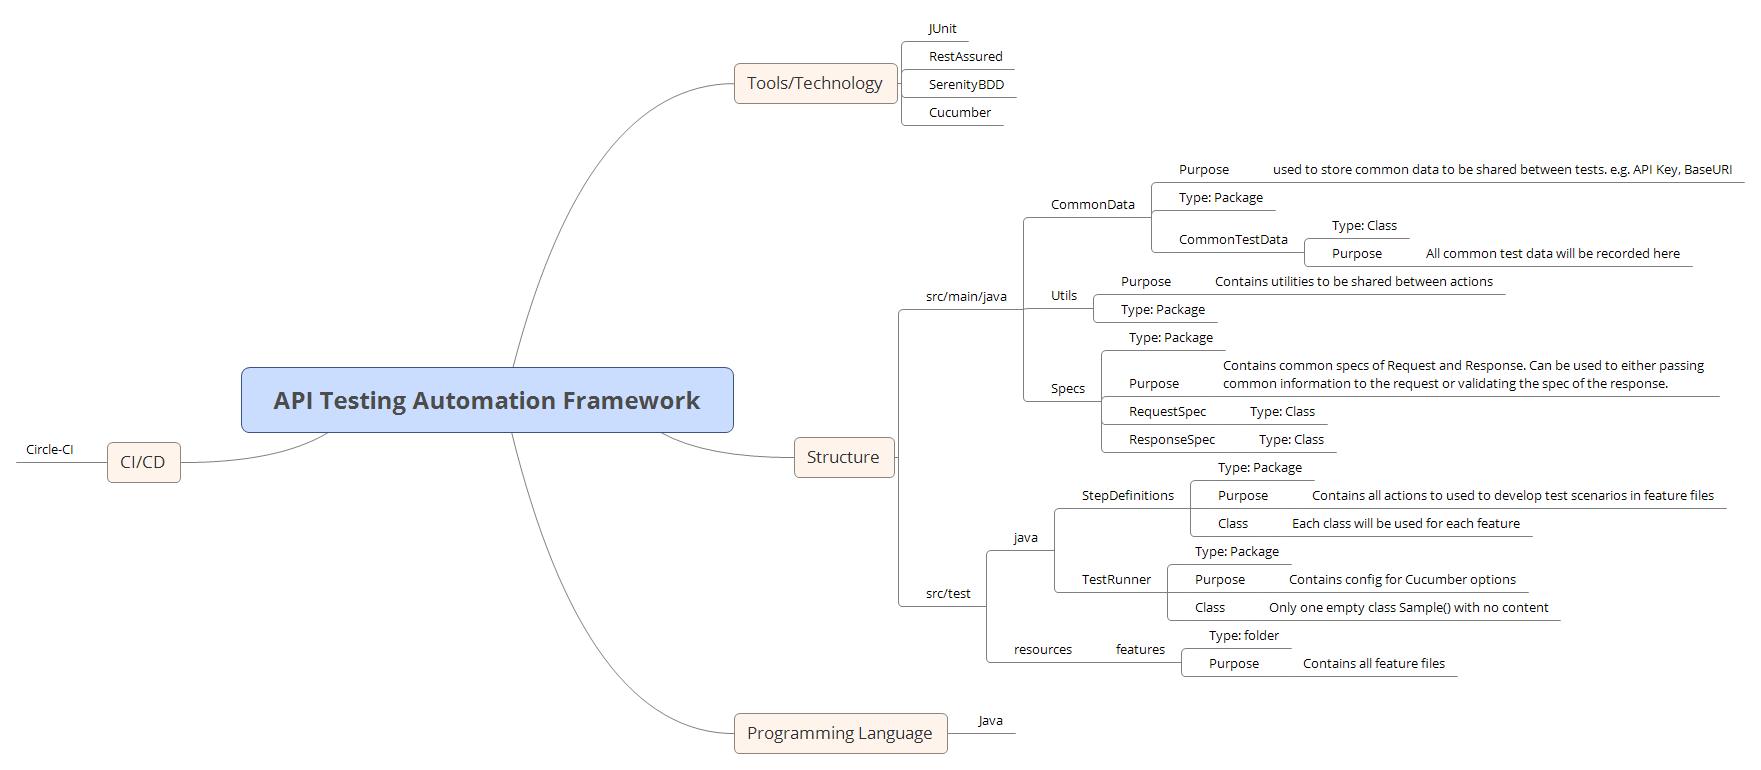 JUnit
RestAssured
Tools/Technology
SerenityBDD
Cucumber
Purpose
used to store common data to be shared between tests. e.g. API Key, BaseURI
Type: Package
CommonData
Type: Class
CommonTestData
Purpose
All common test data will be recorded here
Purpose
Contains utilities to be shared between actions
Utils
src/main/java
Type: Package
Type: Package
Contains common specs of Request and Response. Can be used to either passing
common information to the request or validating the spec of the response.
Purpose
Specs
RequestSpec
Type: Class
ResponseSpec
Type: Class
API Testing Automation Framework
Circle-CI
CI/CD
Structure
Type: Package
StepDefinitions
Purpose
Contains all actions to used to develop test scenarios in feature files
Class
Each class will be used for each feature
java
Type: Package
TestRunner
Purpose
Contains config for Cucumber options
Class
Only one empty class Sample() with no content
src/test
Type: folder
resources
features
Purpose
Contains all feature files
Programming Language
Java